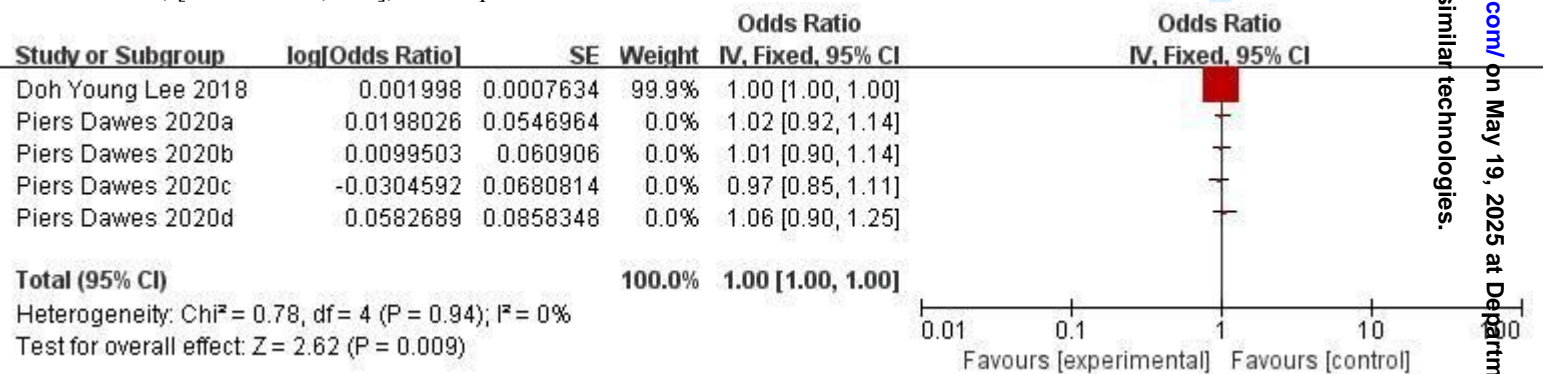 Odds Ratio Odds Ratio
Study or Subgroup log[Odds Ratio] SE Weight IV, Fixed, 95% CI IV, Fixed, 95% CI
Doh Young Lee 2018 0.001998 0.0007634 99.9% 1.00 [1.00, 1.00]
Piers Dawes 2020a 0.0198026 0.0546964 0.0% 1.02 [0.92, 1.14]
Piers Dawes 2020b 0.0099503 0.060906 0.0% 1.01 [0.90, 1.14]
Piers Dawes 2020c -0.0304592 0.0680814 0.0% 0.97 [0.85, 1.11]
Piers Dawes 2020d 0.0582689 0.0858348 0.0% 1.06 [0.90, 1.25]
Total (95% CI) 100.0% 1.00 [1.00, 1.00]
Heterogeneity: Chi² = 0.78, df = 4 (P = 0.94); I² = 0%
Test for overall effect: Z = 2.62 (P = 0.009)
0.01 0.1 1 10 100
Favours [experimental] Favours [control]
com/ on May 19, 2025 at Departm
similar technologies.